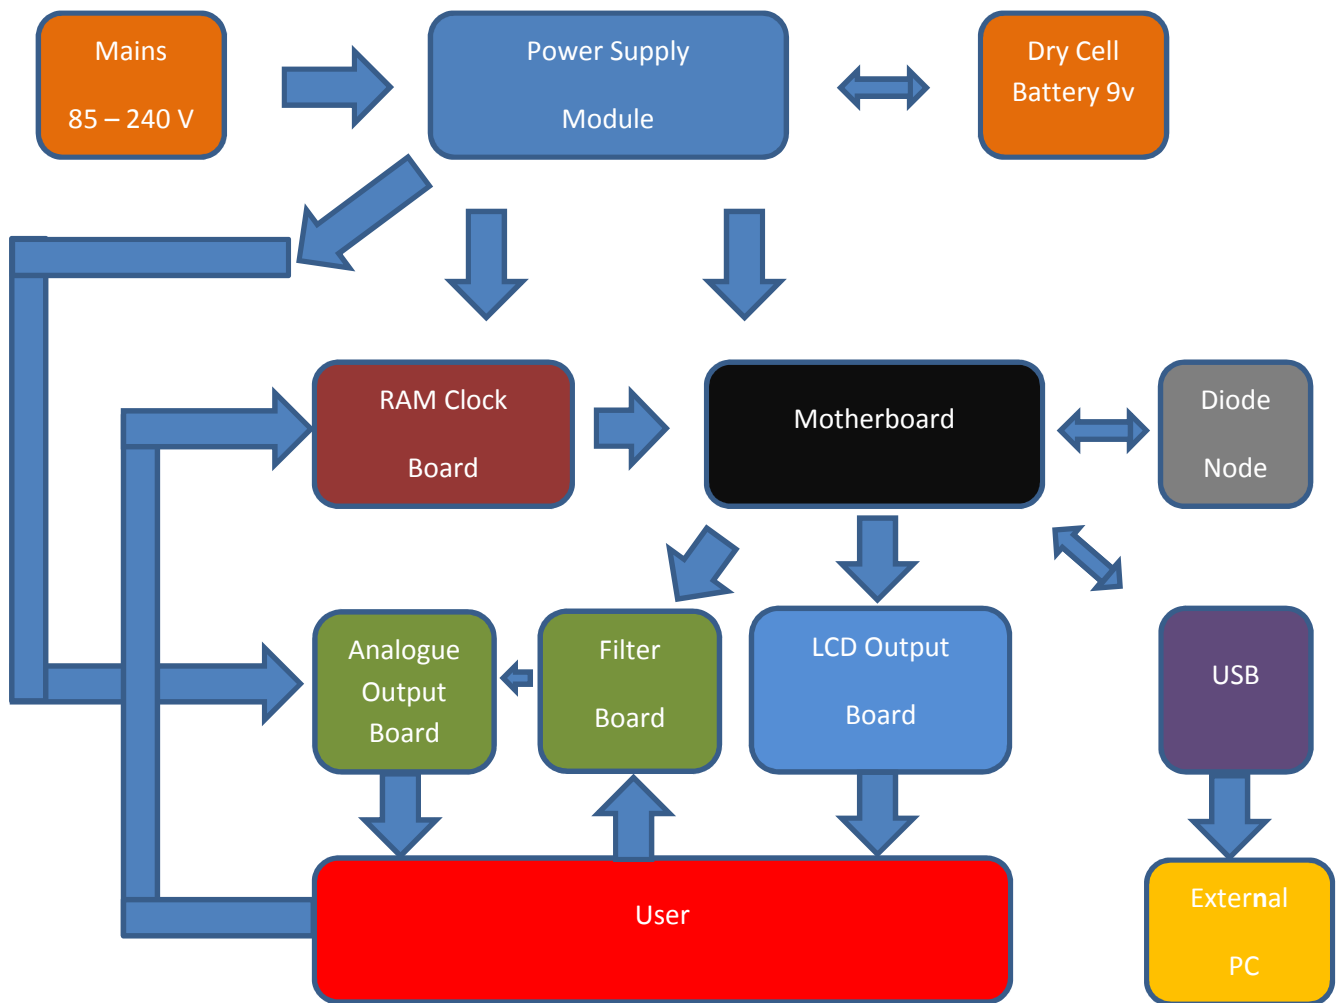 Mains
85 – 240 V
Power Supply
Module
Dry Cell
Battery 9v
RAM Clock
Board
Motherboard
Diode
Node
Analogue
Output
Board
Filter
Board
LCD Output
Board
USB
User
External
PC